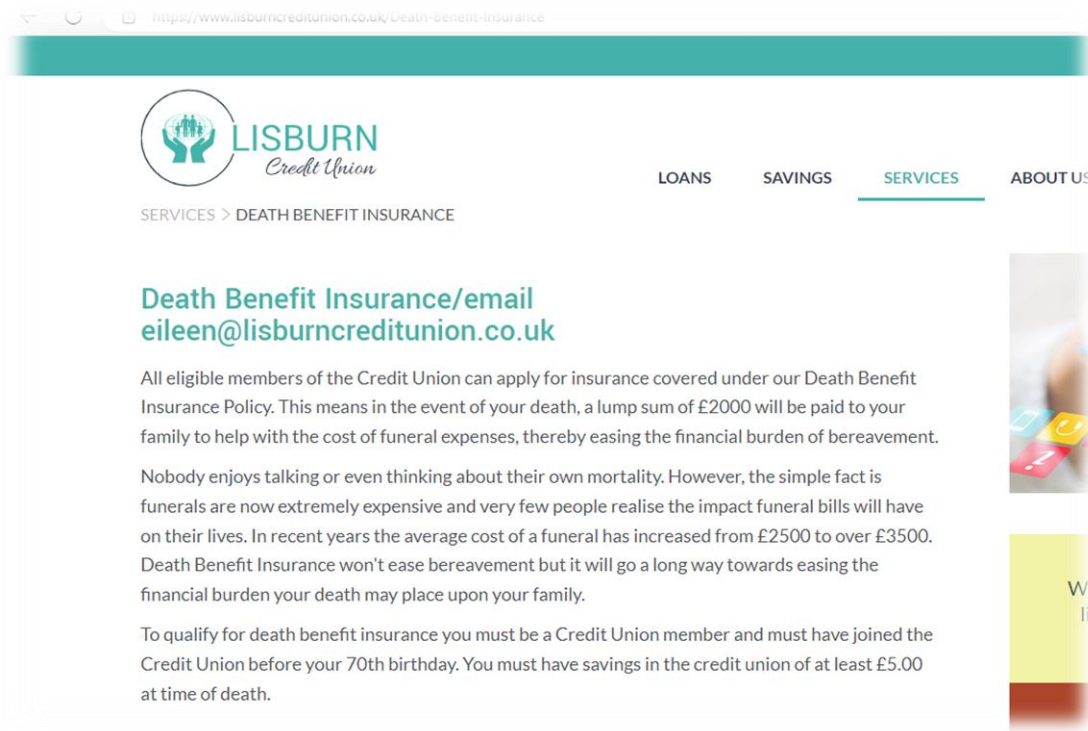 https://www.lisburncreditunion.co.uk/Death-Benefit-Insurance
LISBURN
Credit Union
LOANS SAVINGS SERVICES ABOUT US
SERVICES > DEATH BENEFIT INSURANCE
Death Benefit Insurance/email
eileen@lisburncreditunion.co.uk
All eligible members of the Credit Union can apply for insurance covered under our Death Benefit
Insurance Policy. This means in the event of your death, a lump sum of £2000 will be paid to your
family to help with the cost of funeral expenses, thereby easing the financial burden of bereavement.
Nobody enjoys talking or even thinking about their own mortality. However, the simple fact is
funerals are now extremely expensive and very few people realise the impact funeral bills will have
on their lives. In recent years the average cost of a funeral has increased from £2500 to over £3500.
Death Benefit Insurance won't ease bereavement but it will go a long way towards easing the
financial burden your death may place upon your family.
To qualify for death benefit insurance you must be a Credit Union member and must have joined the
Credit Union before your 70th birthday. You must have savings in the credit union of at least £5.00
at time of death.